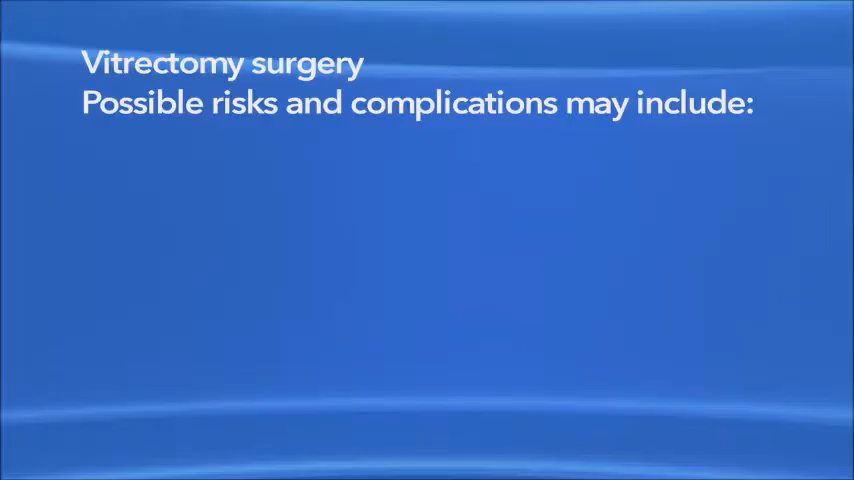 Vitrectomy surgery
Possible risks and complications may include: